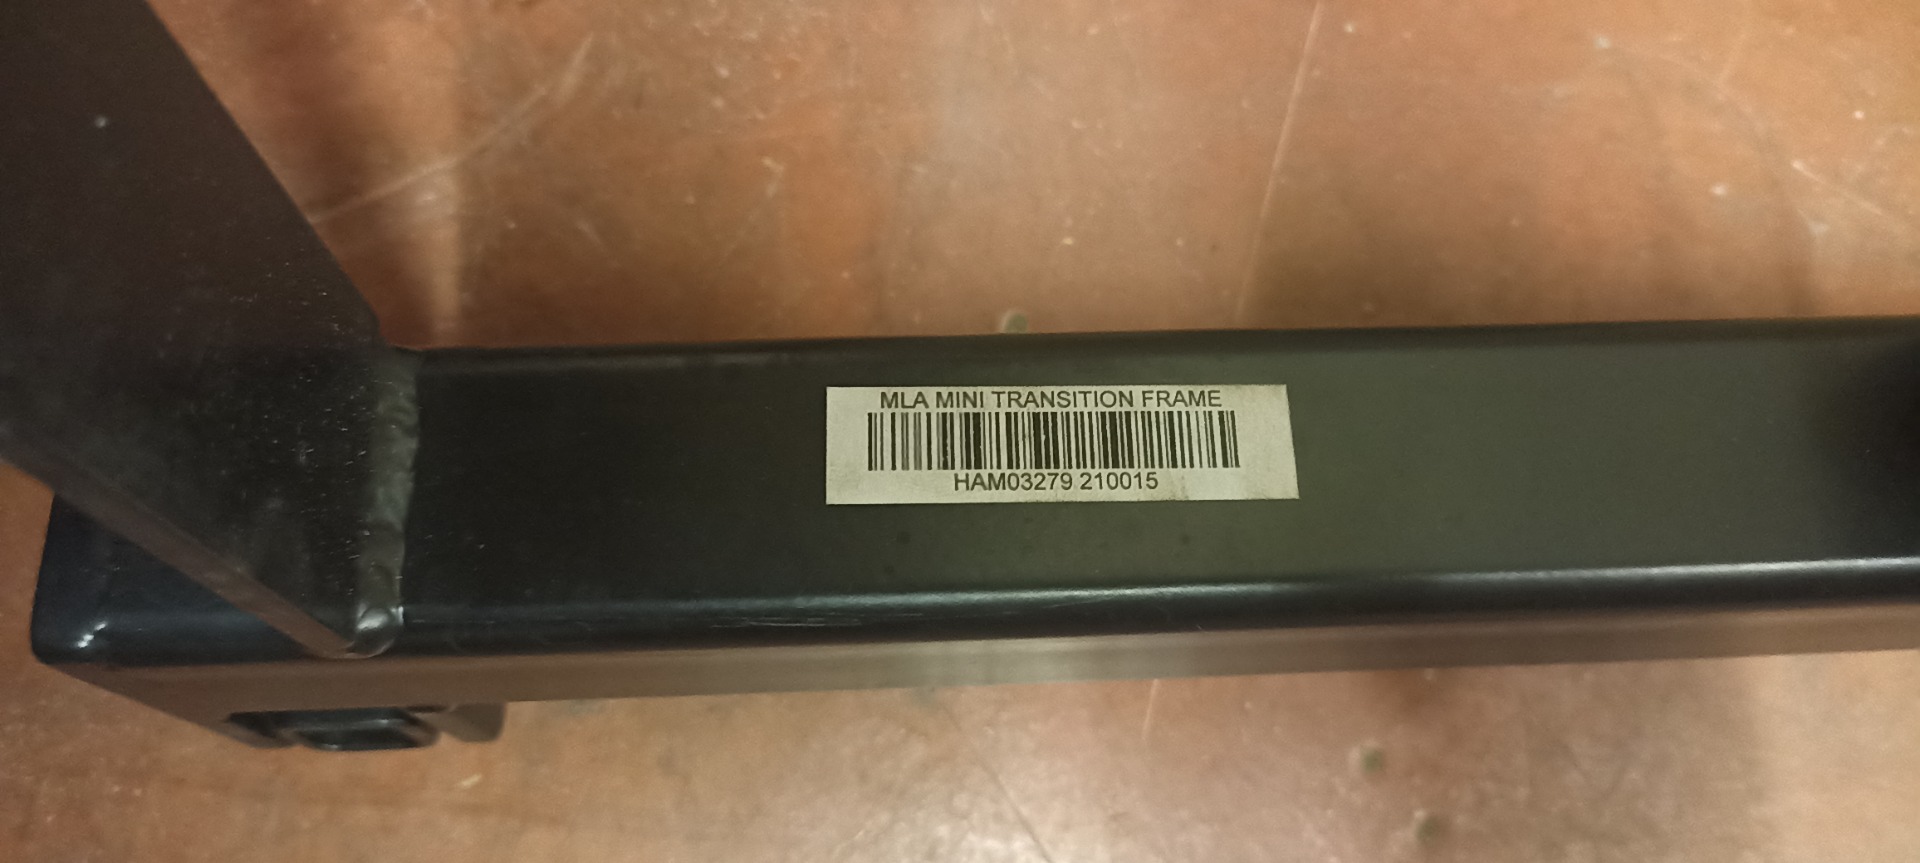 MLA MINI TRANSITION FRAME
HAM03279 210015